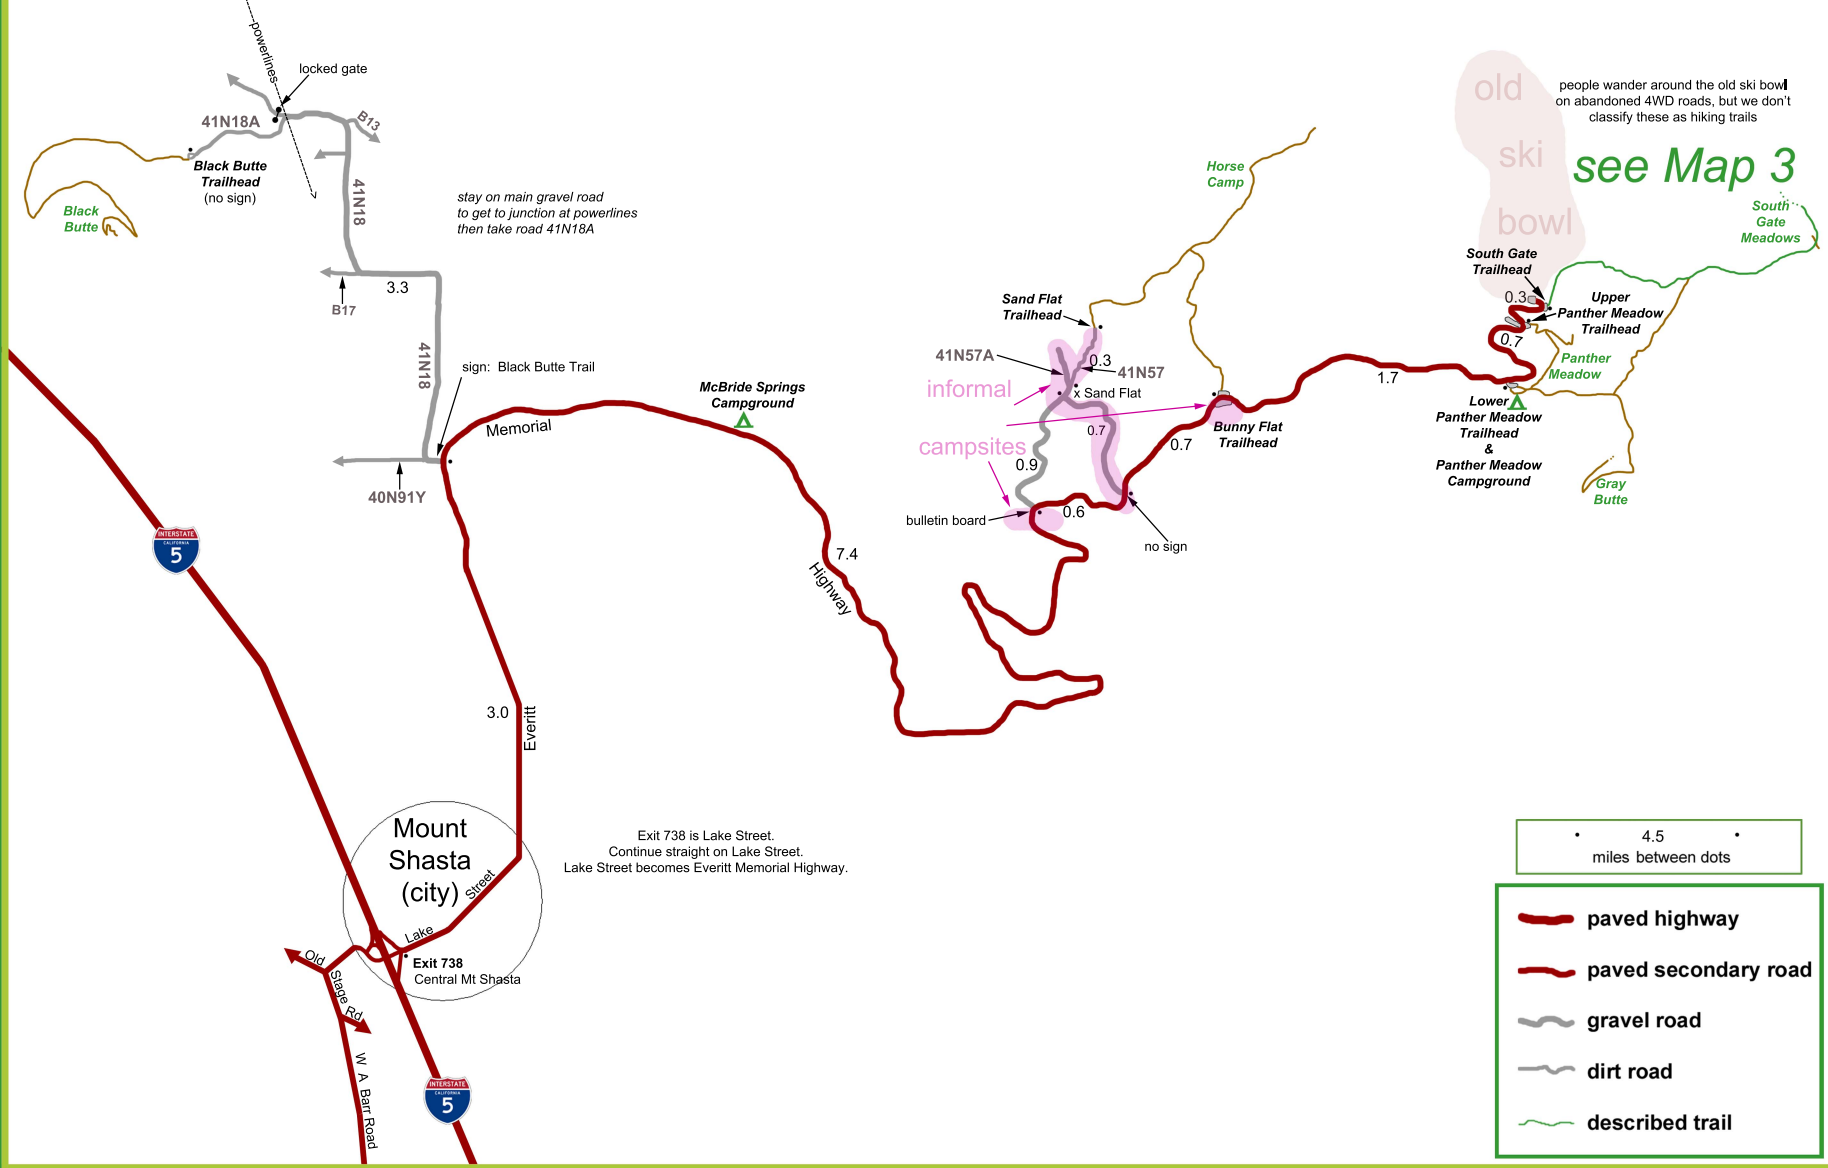 powerlines
locked gate
41N18A
B13
Black Butte
Trailhead
(no sign)
Black
Butte
41N18
stay on main gravel road
to get to junction at powerlines
then take road 41N18A
3.3
B17
41N18
sign: Black Butte Trail
40N91Y
Memorial
McBride Springs
Campground
7.4
Highway
3.0
Everitt
INTERSTATE
CALIFORNIA
5
Mount
Shasta
(city)
Street
Lake
Exit 738
Central Mt Shasta
Old
Stage
Rd
W A Barr Road
INTERSTATE
CALIFORNIA
5
Exit 738 is Lake Street.
Continue straight on Lake Street.
Lake Street becomes Everitt Memorial Highway.
Horse
Camp
Sand Flat
Trailhead
41N57A
0.3
41N57
informal
x Sand Flat
campsites
0.7
0.9
bulletin board
0.6
no sign
0.7
Bunny Flat
Trailhead
1.7
old
ski
bowl
people wander around the old ski bowl
on abandoned 4WD roads, but we don't
classify these as hiking trails
see Map 3
South
Gate
Meadows
South Gate
Trailhead
0.3
Upper
Panther Meadow
Trailhead
0.7
Panther
Meadow
Lower
Panther Meadow
Trailhead
&
Panther Meadow
Campground
Gray
Butte
4.5
miles between dots
paved highway
paved secondary road
gravel road
dirt road
described trail